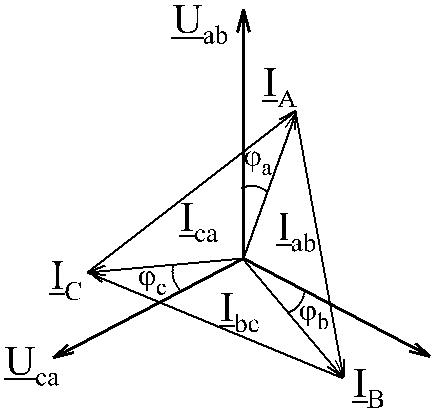 U_ab
I_A
φ_a
I_ca
I_ab
I_C
φ_c
I_bc
φ_b
U_ca
I_B